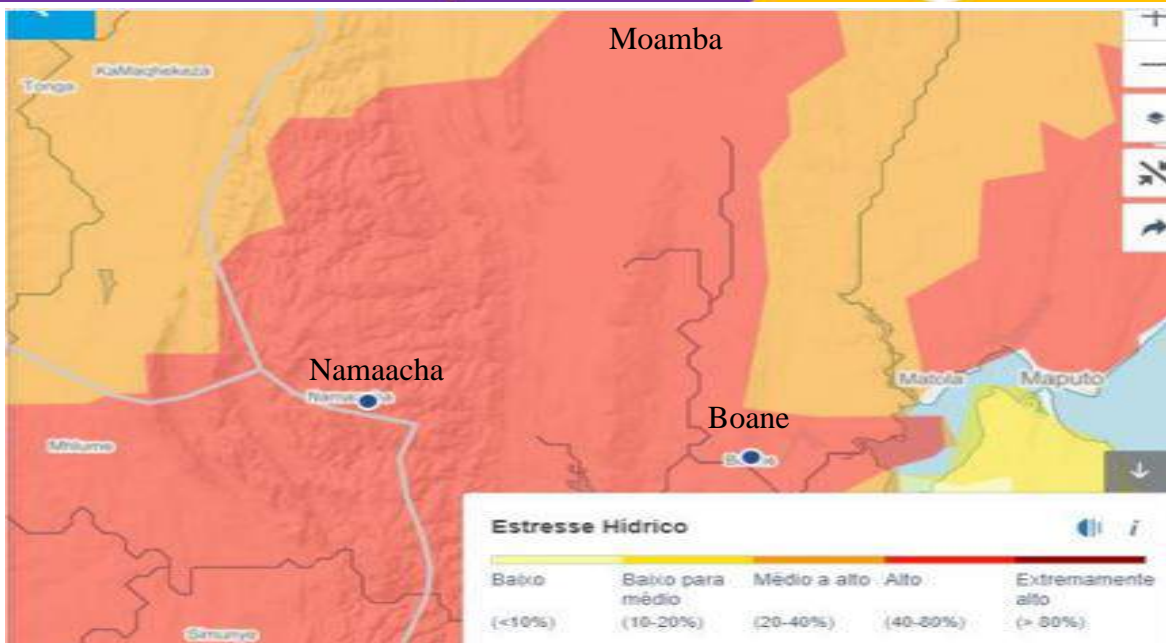 Moamba
KaMaqhekeza
Tonga
Namaacha
Matola
Maputo
Boane
Mhlume
Simunye
Estresse Hídrico
i
Baixo
(<10%)
Baixo para
médio
(10-20%)
Médio a alto
(20-40%)
Alto
(40-80%)
Extremamente
alto
(> 80%)